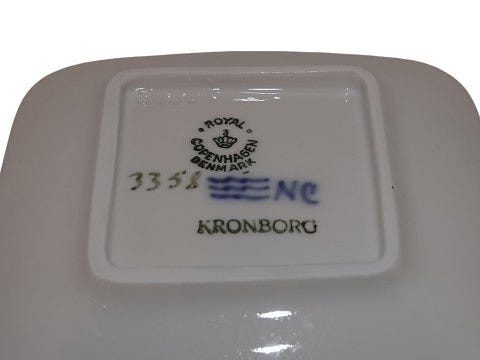 ROYAL
COPENHAGEN
DENMARK
3358 NC
KRONBORG